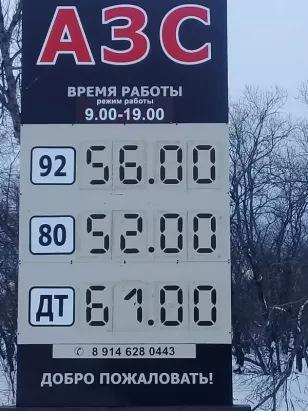 АЗС
ВРЕМЯ РАБОТЫ
режим работы
9.00-19.00
92 56.00
80 52.00
ДТ 61.00
✆ 8 914 628 0443
ДОБРО ПОЖАЛОВАТЬ!